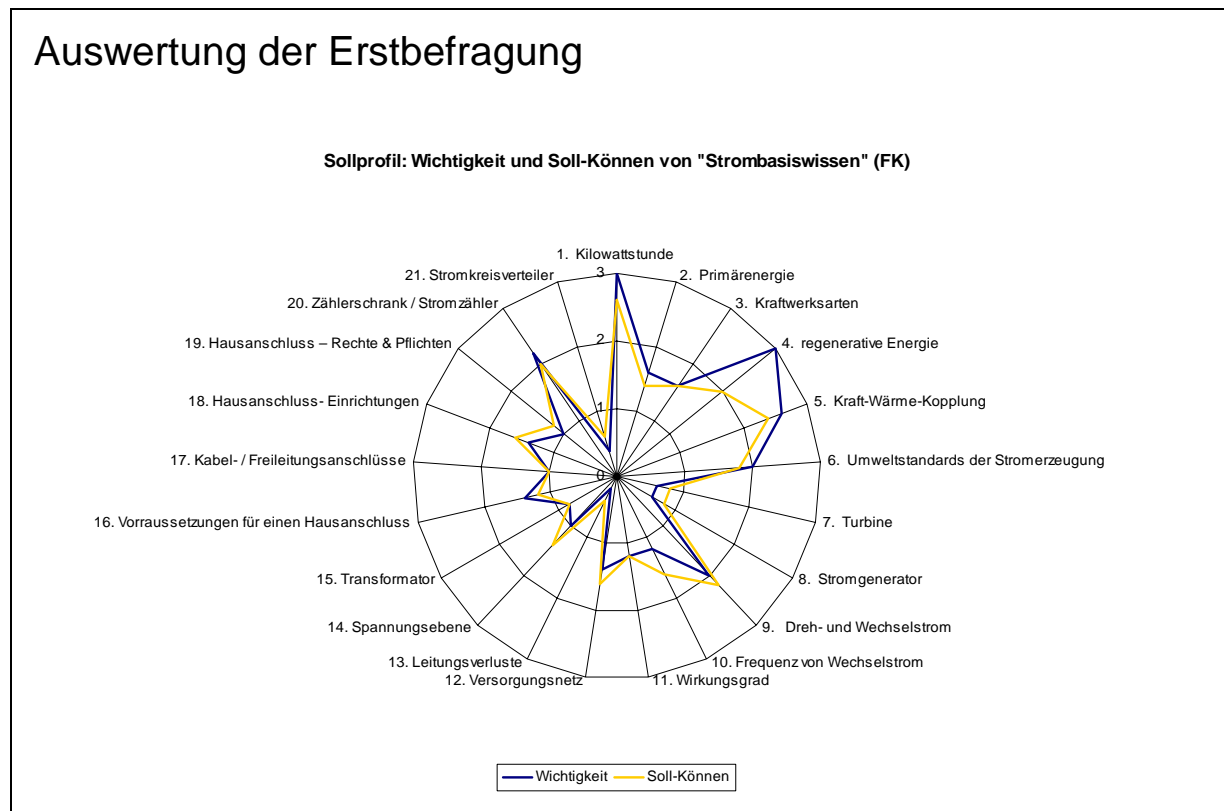 Auswertung der Erstbefragung
Sollprofil: Wichtigkeit und Soll-Können von "Strombasiswissen" (FK)
1. Kilowattstunde
2. Primärenergie
3. Kraftwerksarten
4. regenerative Energie
5. Kraft-Wärme-Kopplung
6. Umweltstandards der Stromerzeugung
7. Turbine
8. Stromgenerator
9. Dreh- und Wechselstrom
10. Frequenz von Wechselstrom
11. Wirkungsgrad
12. Versorgungsnetz
13. Leitungsverluste
14. Spannungsebene
15. Transformator
16. Vorraussetzungen für einen Hausanschluss
17. Kabel- / Freileitungsanschlüsse
18. Hausanschluss- Einrichtungen
19. Hausanschluss – Rechte & Pflichten
20. Zählerschrank / Stromzähler
21. Stromkreisverteiler
3
2
1
0
Wichtigkeit
Soll-Können